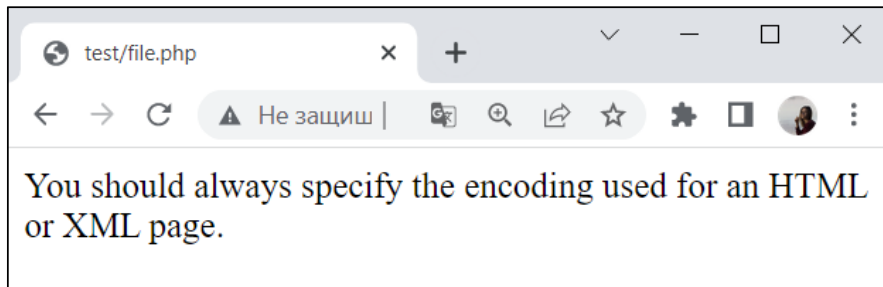 test/file.php
Не защищ
You should always specify the encoding used for an HTML
or XML page.